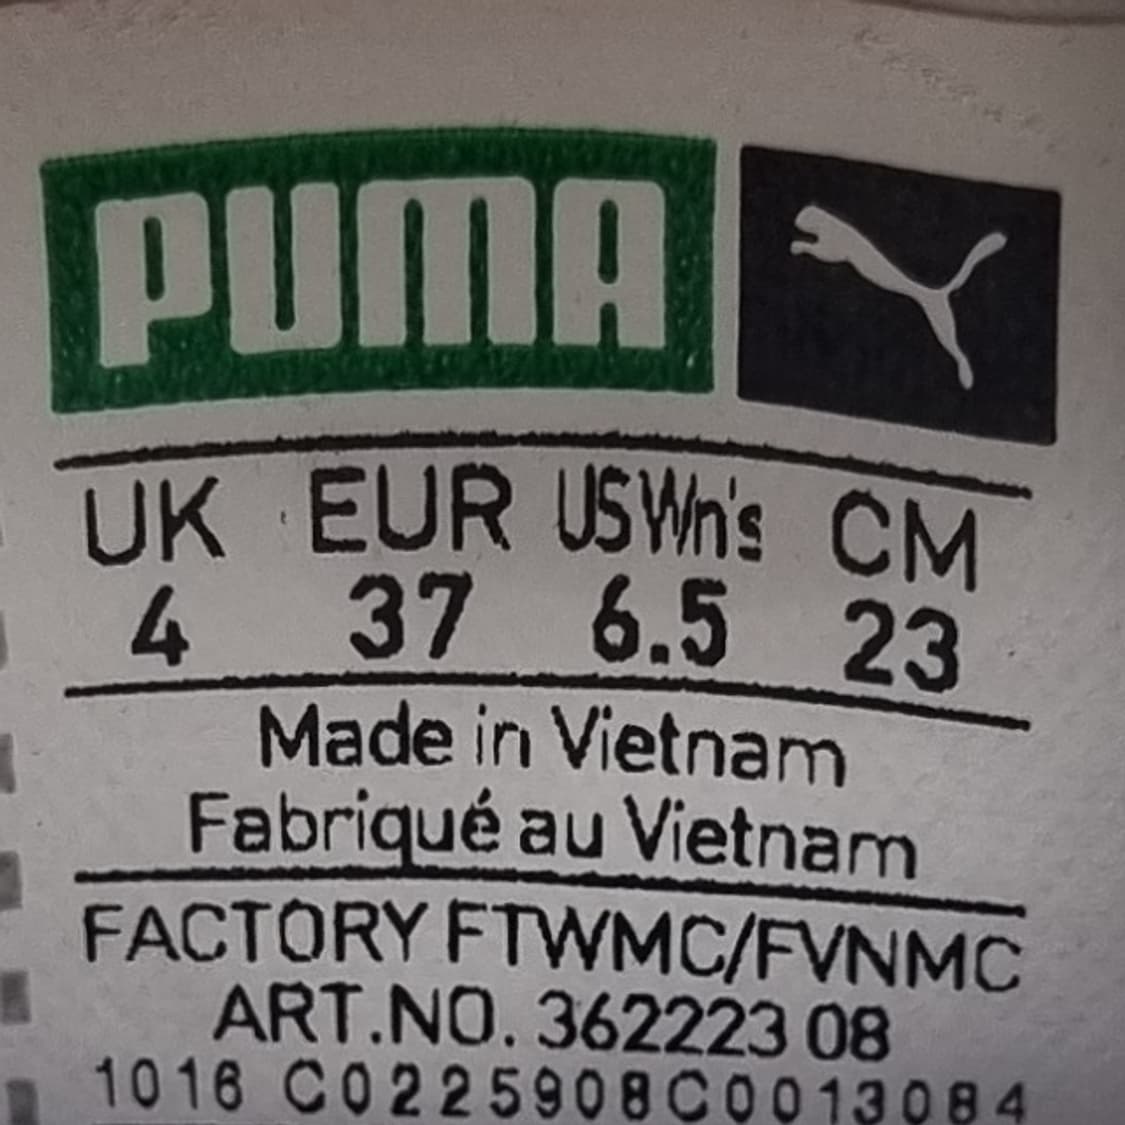 PUMA
UK EUR US Wn's CM
4 37 6.5 23
Made in Vietnam
Fabriqué au Vietnam
FACTORY FTWMC/FVNMC
ART.NO. 362223 08
1016 C0225908C0013084